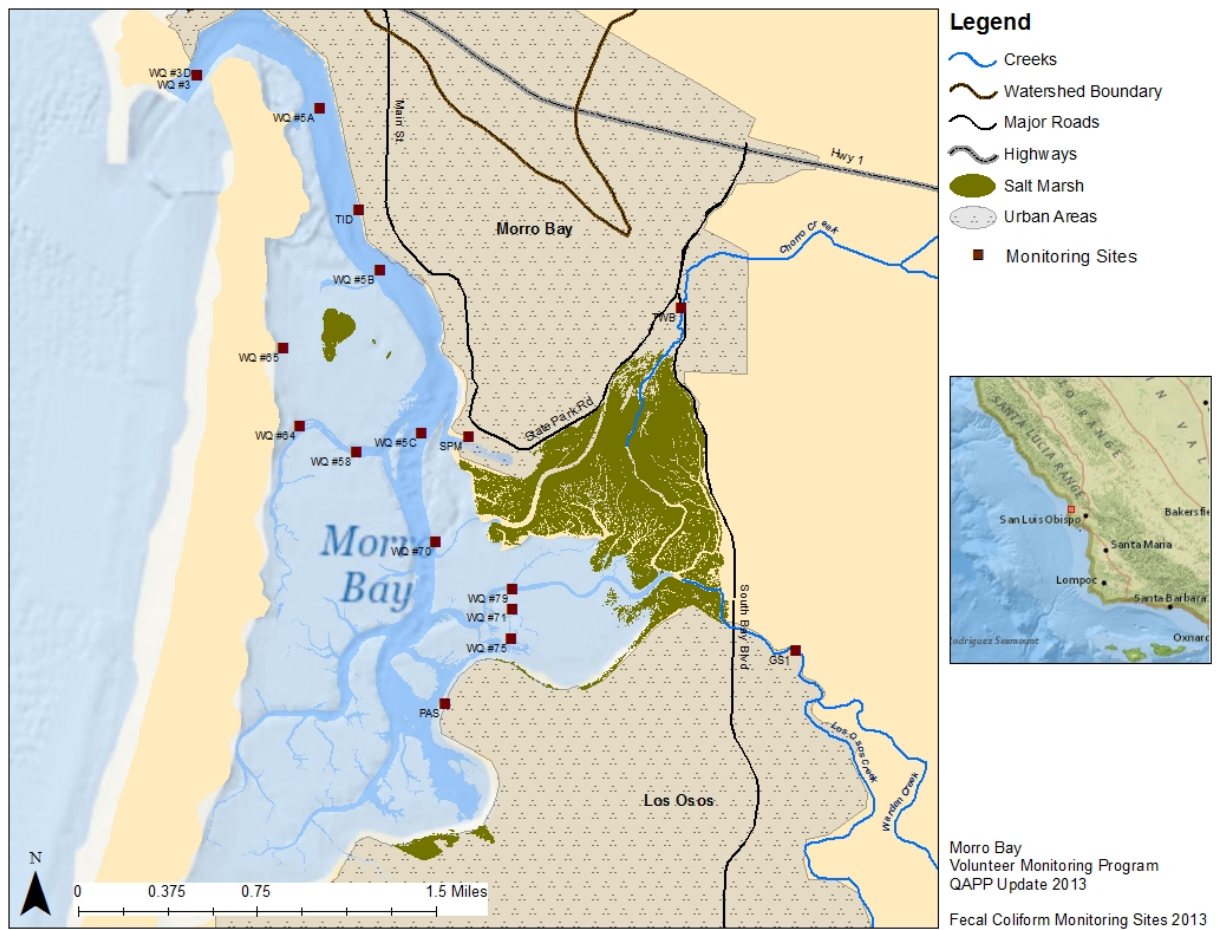 Legend
Creeks
Watershed Boundary
Major Roads
Highways
Salt Marsh
Urban Areas
Monitoring Sites
WQ #3D
WQ #3
WQ #5A
Main St.
Hwy 1
TID
Morro Bay
Chorro Creek
WQ #5B
TWB
WQ #65
WQ #64
WQ #5C
SPM
State Park Rd
WQ #58
Morro
Bay
WQ #70
WQ #79
WQ #71
WQ #75
South Bay Blvd
GS1
PAS
Los Osos Creek
Warden Creek
Los Osos
N
0
0.375
0.75
1.5 Miles
SANTA LUCIA RANGE
San Luis Obispo
Bakersfie
Santa Maria
Lompoc
Santa Barbara
Rodriguez Seamount
Oxnard
Morro Bay
Volunteer Monitoring Program
QAPP Update 2013
Fecal Coliform Monitoring Sites 2013